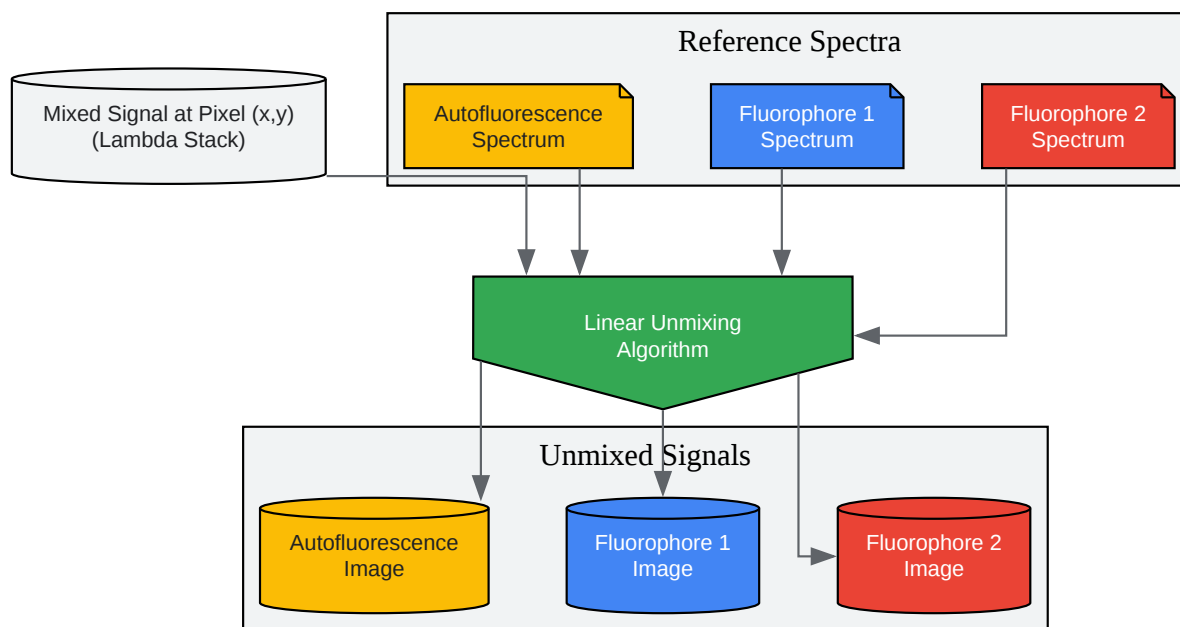 Reference Spectra
Mixed Signal at Pixel (x,y)
(Lambda Stack)
Autofluorescence
Spectrum
Fluorophore 1
Spectrum
Fluorophore 2
Spectrum
Linear Unmixing
Algorithm
Unmixed Signals
Autofluorescence
Image
Fluorophore 1
Image
Fluorophore 2
Image